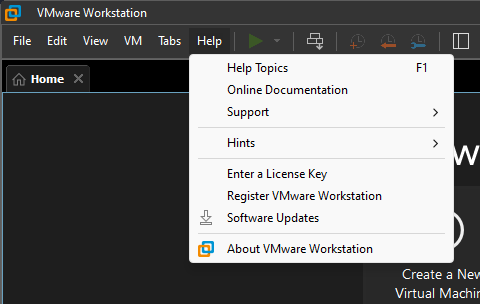 VMware Workstation
File Edit View VM Tabs Help
Home
Help Topics F1
Online Documentation
Support
Hints
Enter a License Key
Register VMware Workstation
Software Updates
About VMware Workstation
Create a New
Virtual Machin